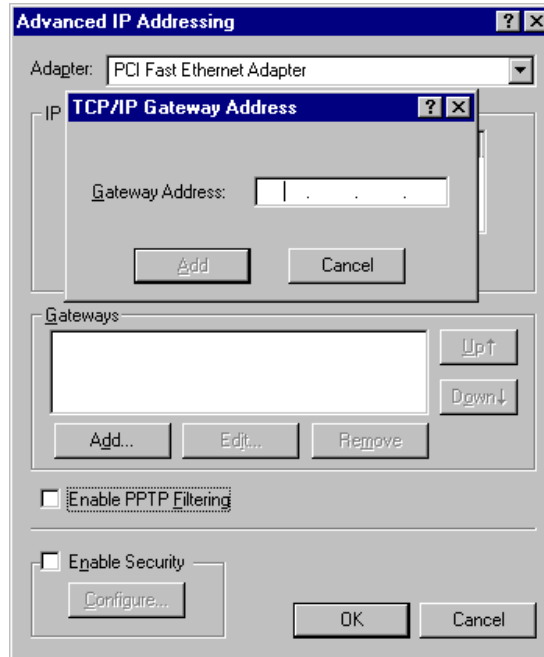 Advanced IP Addressing
Adapter: PCI Fast Ethernet Adapter
IP
TCP/IP Gateway Address
Gateway Address: . . .
Add Cancel
Gateways
Up↑
Down↓
Add... Edit... Remove
Enable PPTP Filtering
Enable Security
Configure...
OK Cancel